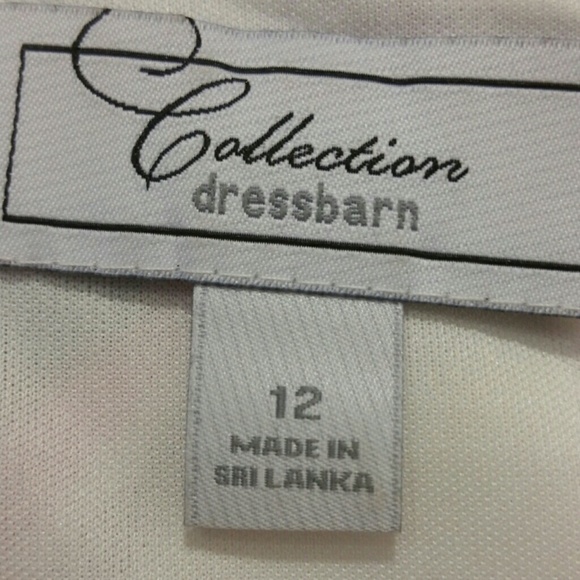 Collection
dressbarn
12
MADE IN
SRI LANKA